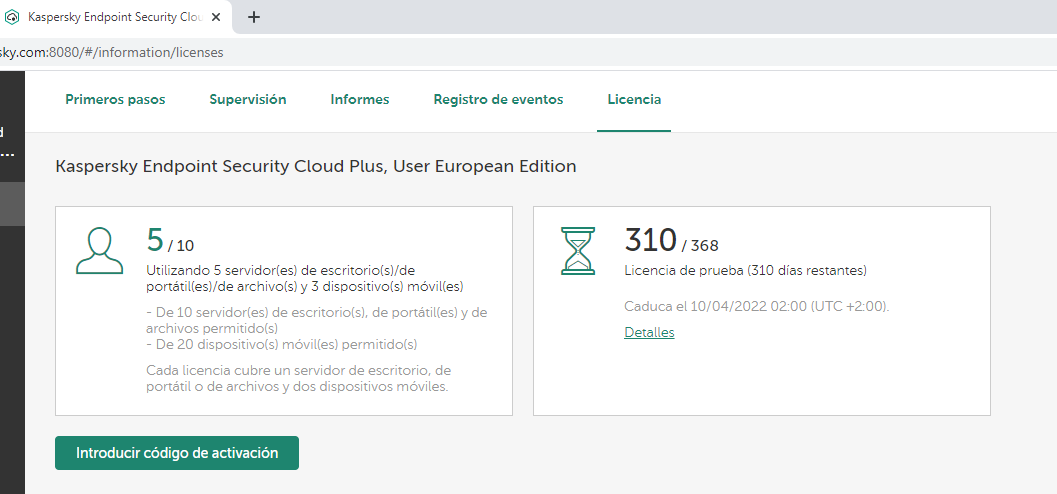 Kaspersky Endpoint Security Clou
sky.com:8080/#/information/licenses
Primeros pasos Supervisión Informes Registro de eventos Licencia
d
Kaspersky Endpoint Security Cloud Plus, User European Edition
5 / 10
Utilizando 5 servidor(es) de escritorio(s)/de
portátil(es)/de archivo(s) y 3 dispositivo(s) móvil(es)
- De 10 servidor(es) de escritorio(s), de portátil(es) y de
archivos permitido(s)
- De 20 dispositivo(s) móvil(es) permitido(s)
Cada licencia cubre un servidor de escritorio, de
portátil o de archivos y dos dispositivos móviles.
310 / 368
Licencia de prueba (310 días restantes)
Caduca el 10/04/2022 02:00 (UTC +2:00).
Detalles
Introducir código de activación